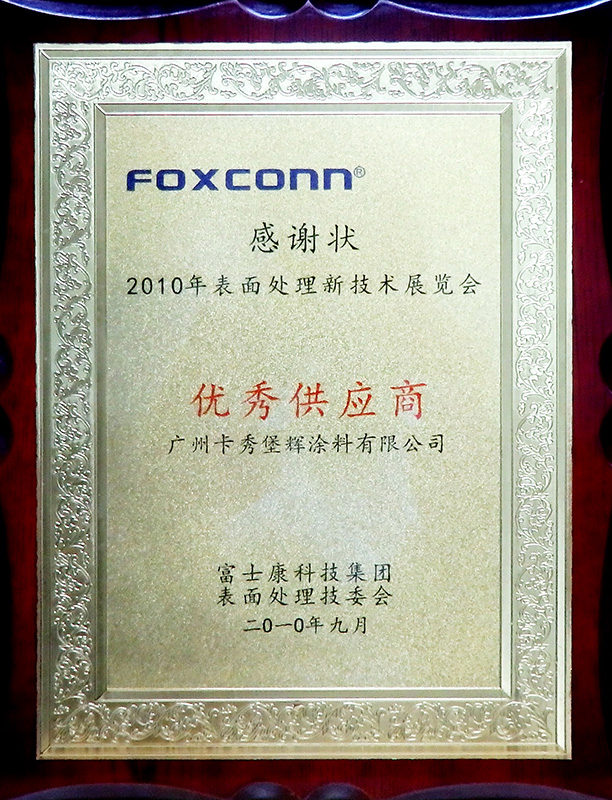 FOXCONN®
感谢状
2010年表面处理新技术展览会
优秀供应商
广州卡秀堡辉涂料有限公司
富士康科技集团
表面处理技委会
二0一0年九月